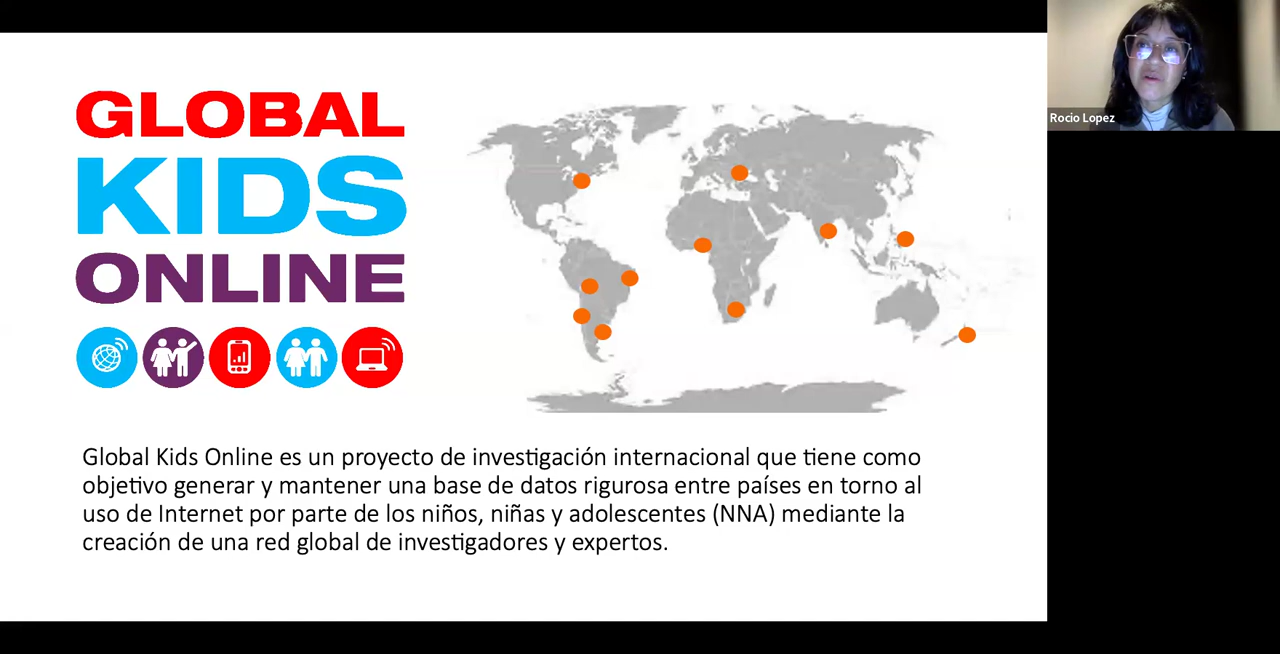 GLOBAL
KIDS
ONLINE
Global Kids Online es un proyecto de investigación internacional que tiene como
objetivo generar y mantener una base de datos rigurosa entre países en torno al
uso de Internet por parte de los niños, niñas y adolescentes (NNA) mediante la
creación de una red global de investigadores y expertos.
Rocio Lopez